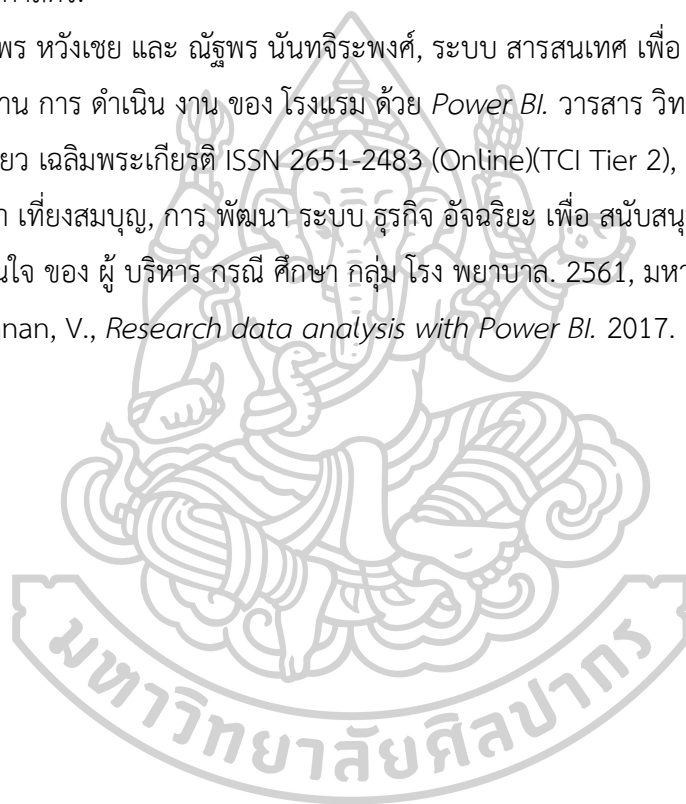 พร หวังเชย และ ณัฐพร นันทจิระพงศ์, ระบบ สารสนเทศ เพื่อ
าน การ ดำเนิน งาน ของ โรงแรม ด้วย Power BI. วารสาร วิท
ยว เฉลิมพระเกียรติ ISSN 2651-2483 (Online)(TCI Tier 2),
า เที่ยงสมบุญ, การ พัฒนา ระบบ ธุรกิจ อัจฉริยะ เพื่อ สนับสนุ
นใจ ของ ผู้ บริหาร กรณี ศึกษา กลุ่ม โรง พยาบาล. 2561, มหา
nan, V., Research data analysis with Power BI. 2017.
มหาวิทยาลัยศิลปากร